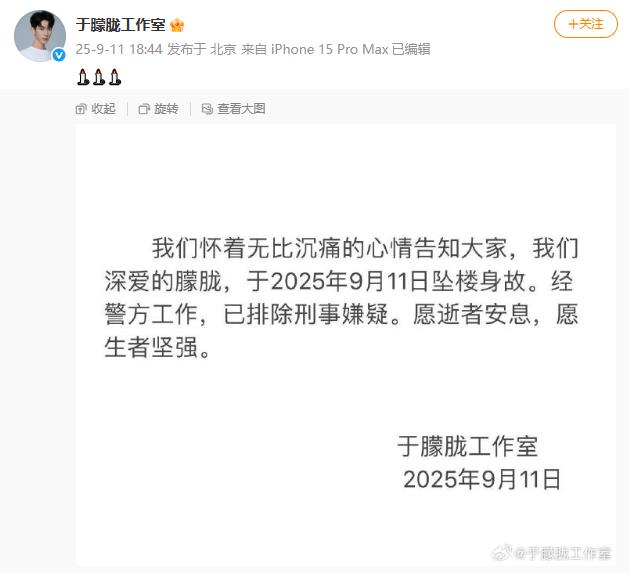 于朦胧工作室
+关注
25-9-11 18:44 发布于 北京 来自 iPhone 15 Pro Max 已编辑
收起 旋转 查看大图
我们怀着无比沉痛的心情告知大家，我们
深爱的朦胧，于2025年9月11日坠楼身故。经
警方工作，已排除刑事嫌疑。愿逝者安息，愿
生者坚强。
于朦胧工作室
2025年9月11日
@于朦胧工作室